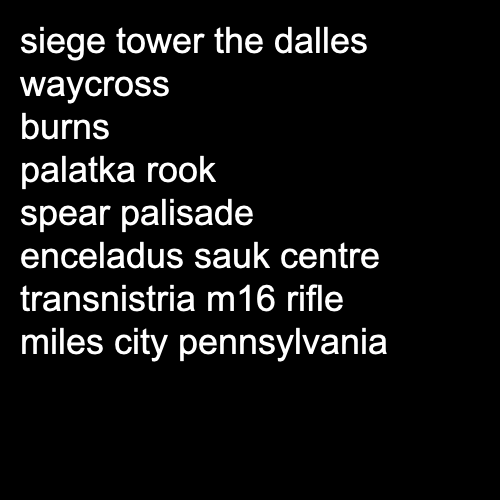 siege tower the dalles
waycross
burns
palatka rook
spear palisade
enceladus sauk centre
transnistria m16 rifle
miles city pennsylvania